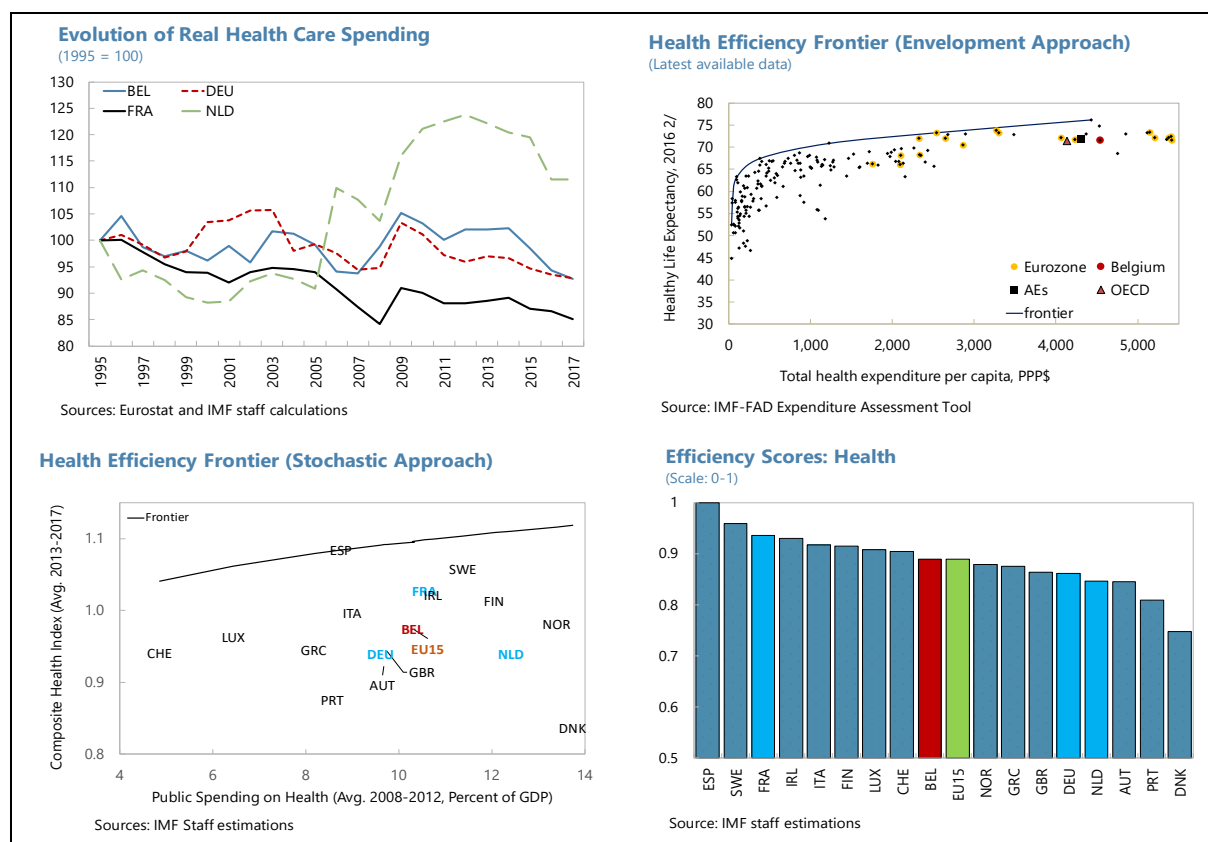 Evolution of Real Health Care Spending
(1995 = 100)
130
125
120
115
110
105
100
95
90
85
80
BEL
DEU
FRA
NLD
1995
1997
1999
2001
2003
2005
2007
2009
2011
2013
2015
2017
Sources: Eurostat and IMF staff calculations
Health Efficiency Frontier (Envelopment Approach)
(Latest available data)
Healthy Life Expectancy, 2016 2/
80
75
70
65
60
55
50
45
40
35
30
Eurozone
Belgium
AEs
OECD
frontier
0
1,000
2,000
3,000
4,000
5,000
Total health expenditure per capita, PPP$
Source: IMF-FAD Expenditure Assessment Tool
Health Efficiency Frontier (Stochastic Approach)
Composite Health Index (Avg. 2013-2017)
Frontier
1.1
1.0
0.9
0.8
ESP
SWE
FRA
IRL
FIN
ITA
NOR
BEL
LUX
CHE
GRC
DEU
EU15
NLD
GBR
AUT
PRT
DNK
4
6
8
10
12
14
Public Spending on Health (Avg. 2008-2012, Percent of GDP)
Sources: IMF Staff estimations
Efficiency Scores: Health
(Scale: 0-1)
1
0.9
0.8
0.7
0.6
0.5
ESP
SWE
FRA
IRL
ITA
FIN
LUX
CHE
BEL
EU15
NOR
GRC
GBR
DEU
NLD
AUT
PRT
DNK
Source: IMF staff estimations